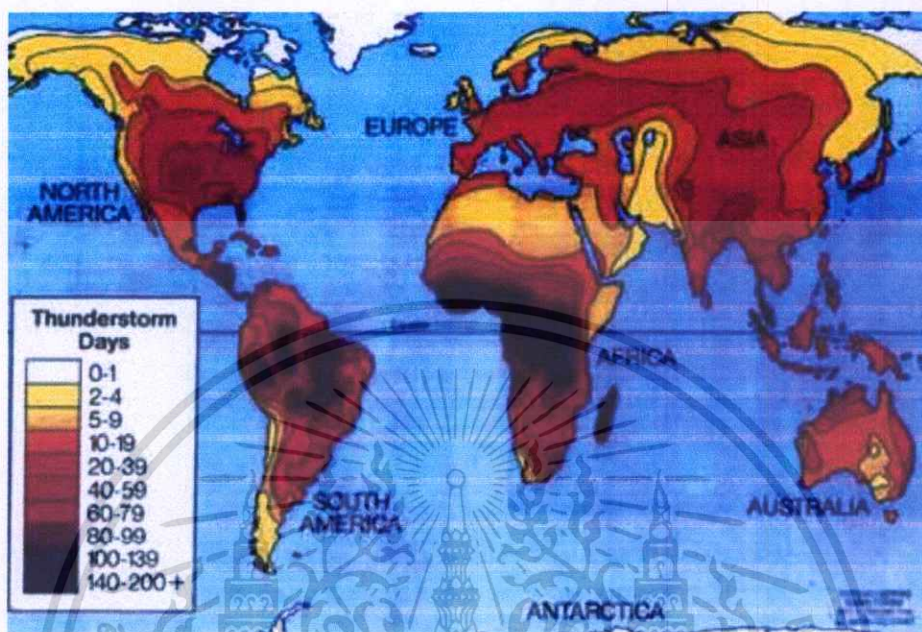 EUROPE
ASIA
NORTH
AMERICA
Thunderstorm
Days
0-1
2-4
5-9
10-19
20-39
40-59
60-79
80-99
100-139
140-200+
AFRICA
SOUTH
AMERICA
AUSTRALIA
ANTARCTICA